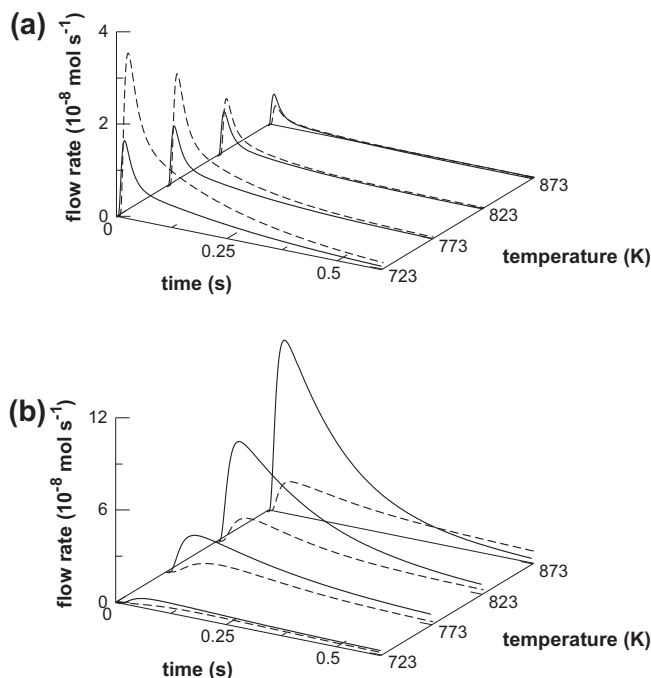 (a)
flow rate (10⁻⁸ mol s⁻¹)
4
2
0
0
0.25
0.5
time (s)
723
773
823
873
temperature (K)
(b)
flow rate (10⁻⁸ mol s⁻¹)
12
6
0
0
0.25
0.5
time (s)
723
773
823
873
temperature (K)